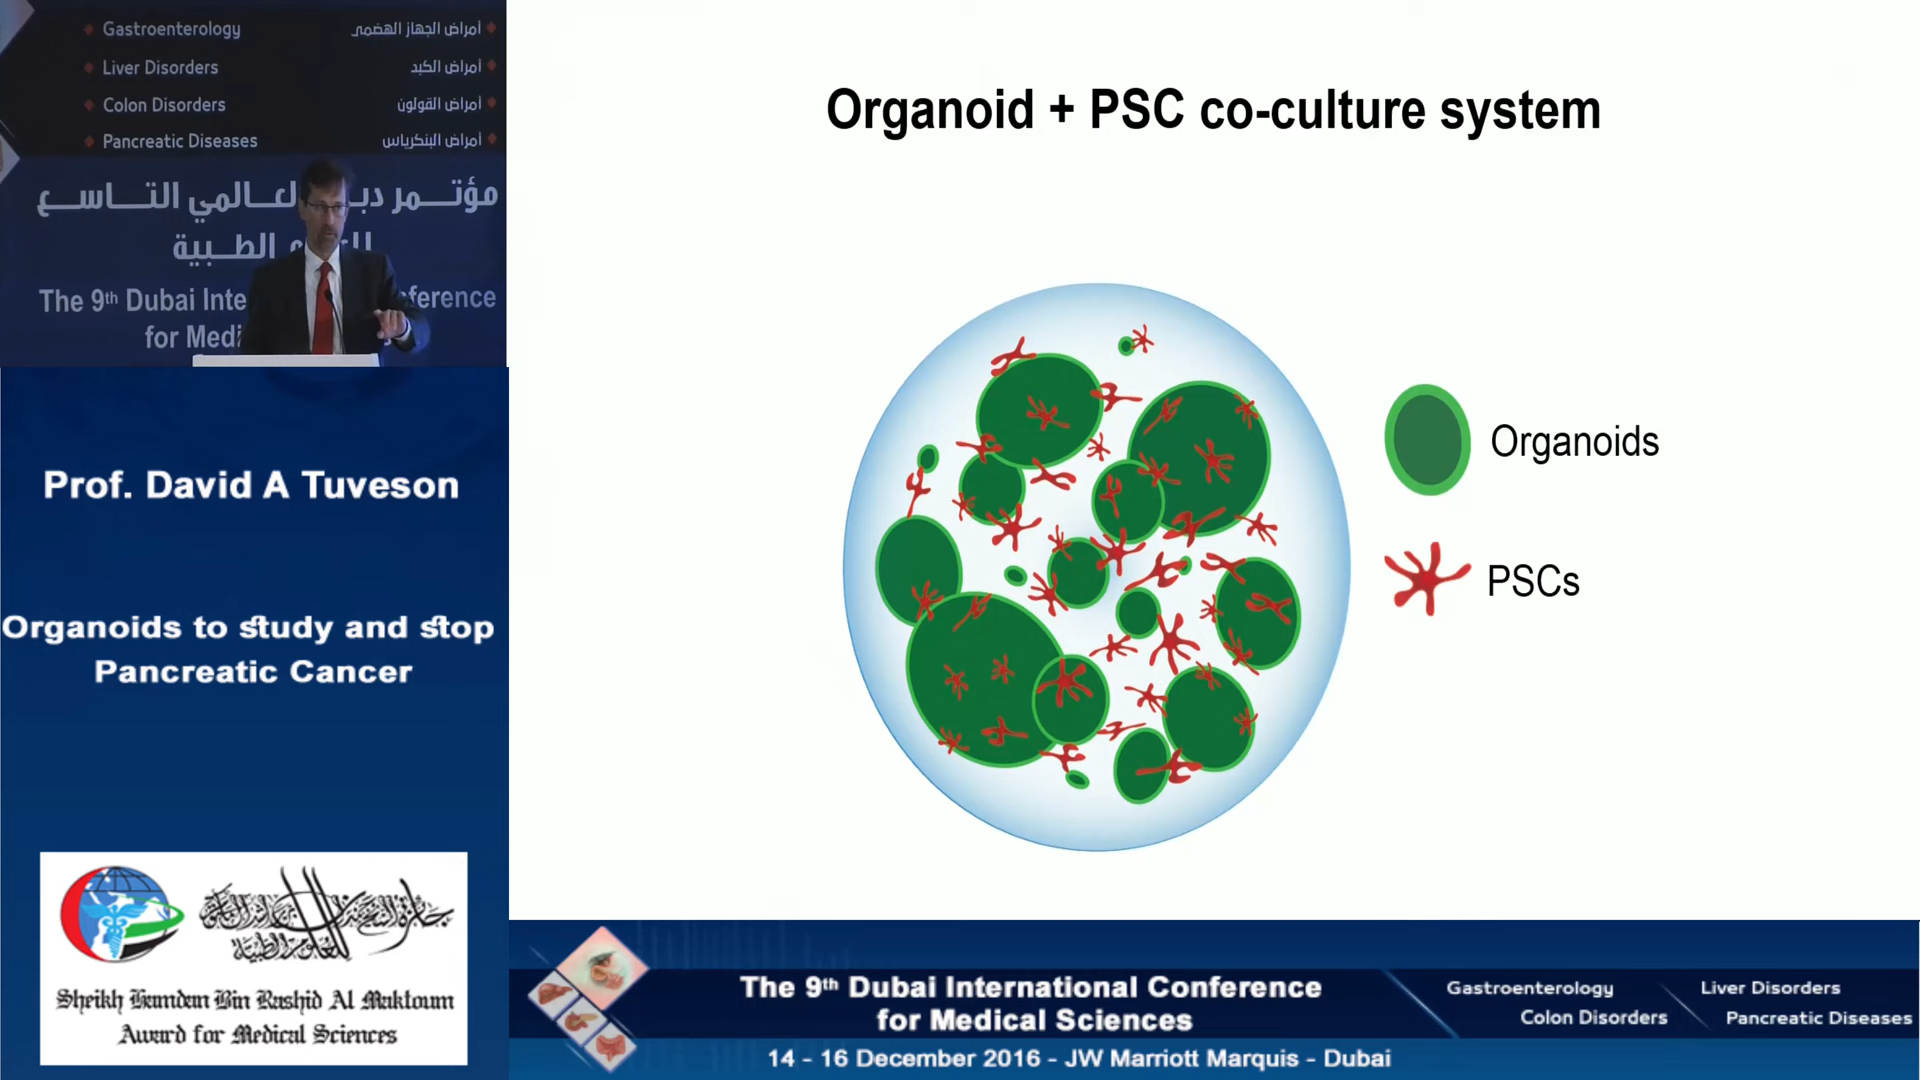 Gastroenterology
أمراض الجهاز الهضمي
Liver Disorders
أمراض الكبد
Colon Disorders
أمراض القولون
Pancreatic Diseases
أمراض البنكرياس
مؤتمر العالمي التاسع
الطبية
The 9th Dubai
for
Prof. David A Tuveson
Organoids to study and stop
Pancreatic Cancer
Sheikh Hamdan Bin Rashid Al Maktoum
Award for Medical Sciences
Organoid + PSC co-culture system
Organoids
PSCs
The 9th Dubai International Conference
for Medical Sciences
14 - 16 December 2016 - JW Marriott Marquis - Dubai
Gastroenterology
Liver Disorders
Colon Disorders
Pancreatic Diseases